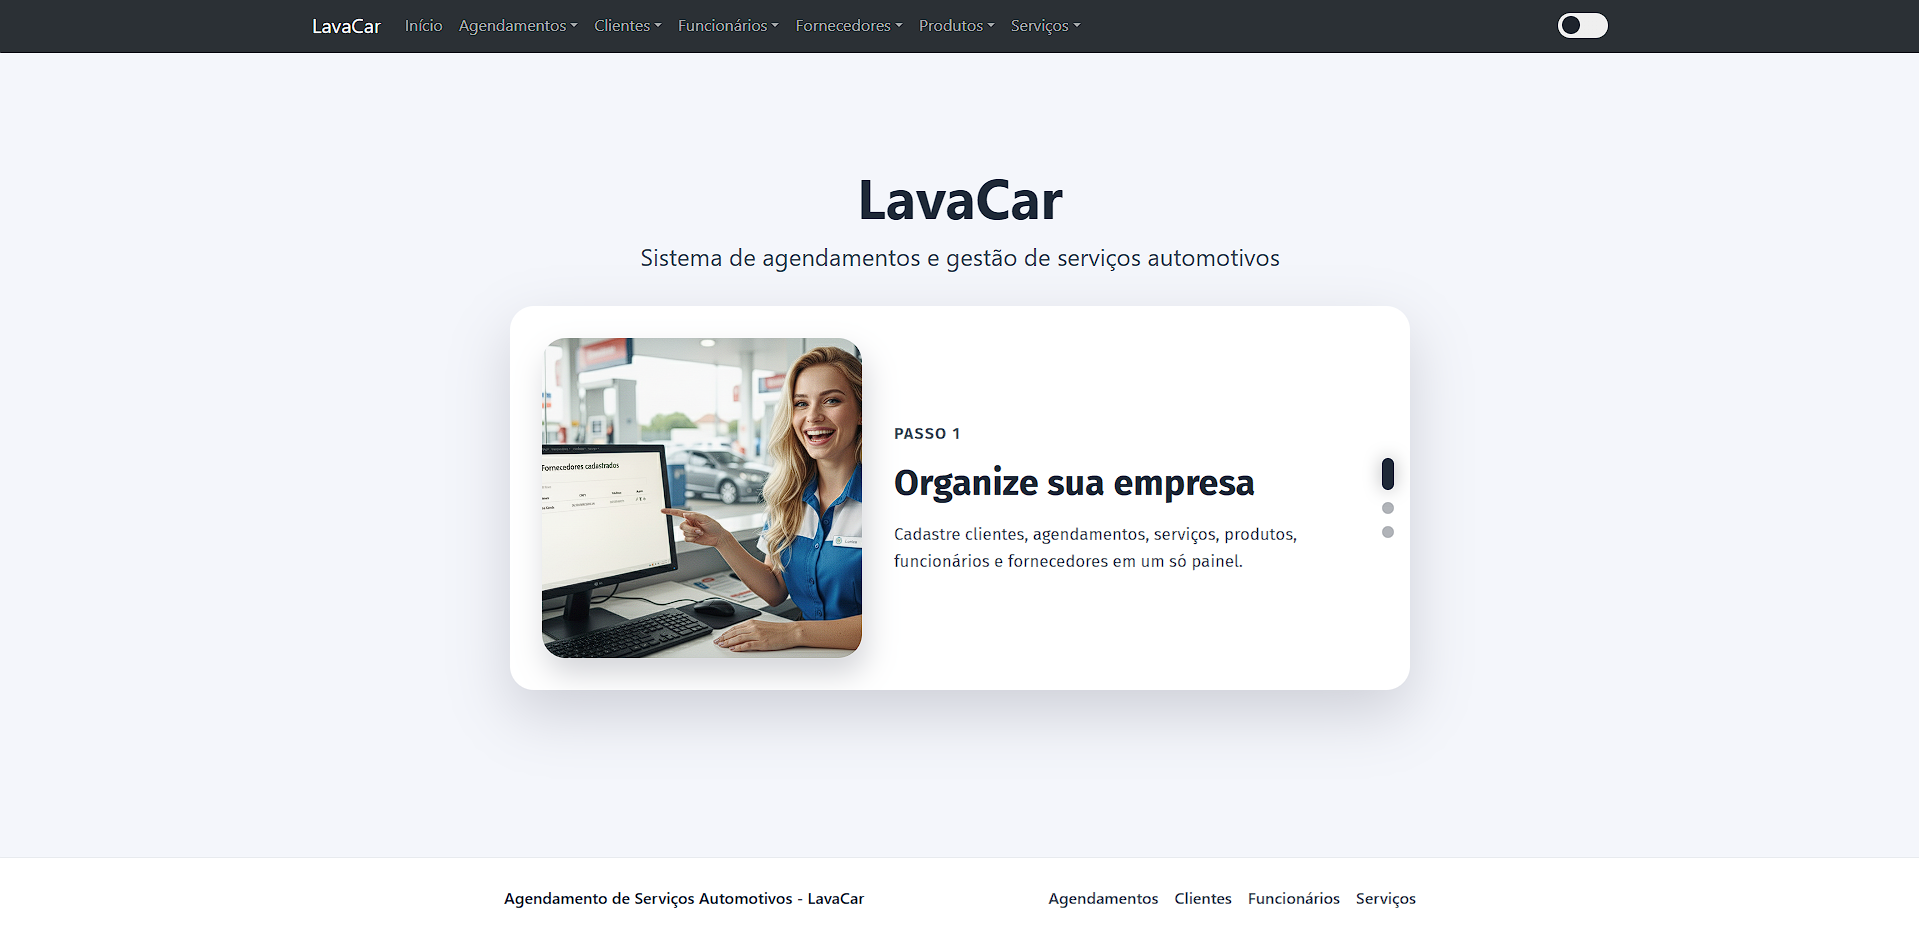 LavaCar Início Agendamentos Clientes Funcionários Fornecedores Produtos Serviços
LavaCar
Sistema de agendamentos e gestão de serviços automotivos
Fornecedores cadastrados
PASSO 1
Organize sua empresa
Cadastre clientes, agendamentos, serviços, produtos,
funcionários e fornecedores em um só painel.
Agendamento de Serviços Automotivos - LavaCar
Agendamentos Clientes Funcionários Serviços